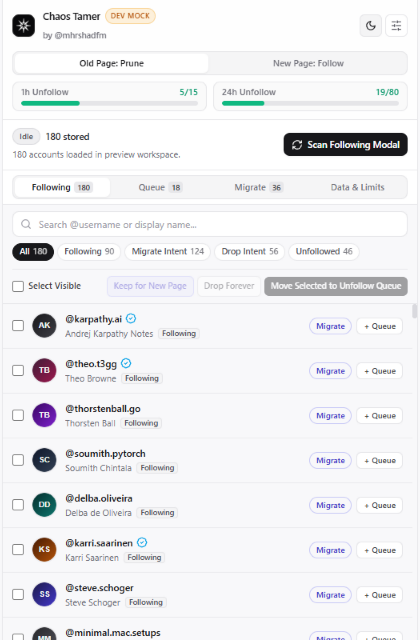 Chaos Tamer DEV MOCK
by @mhrshadfm
Old Page: Prune New Page: Follow
1h Unfollow 5/15 24h Unfollow 19/80
Idle 180 stored
180 accounts loaded in preview workspace.
Scan Following Modal
Following 180 Queue 18 Migrate 36 Data & Limits
Search @username or display name...
All 180 Following 90 Migrate Intent 124 Drop Intent 56 Unfollowed 46
Select Visible Keep for New Page Drop Forever Move Selected to Unfollow Queue
AK @karpathy.ai Migrate + Queue
Andrej Karpathy Notes Following
TB @theo.t3gg Migrate + Queue
Theo Browne Following
TB @thorstenball.go Migrate + Queue
Thorsten Ball Following
SC @soumith.pytorch Migrate + Queue
Soumith Chintala Following
DD @delba.oliveira Migrate + Queue
Delba de Oliveira Following
KS @karri.saarinen Migrate + Queue
Karri Saarinen Following
SS @steve.schoger Migrate + Queue
Steve Schoger Following
MM @minimal.mac.setups Migrate + Queue